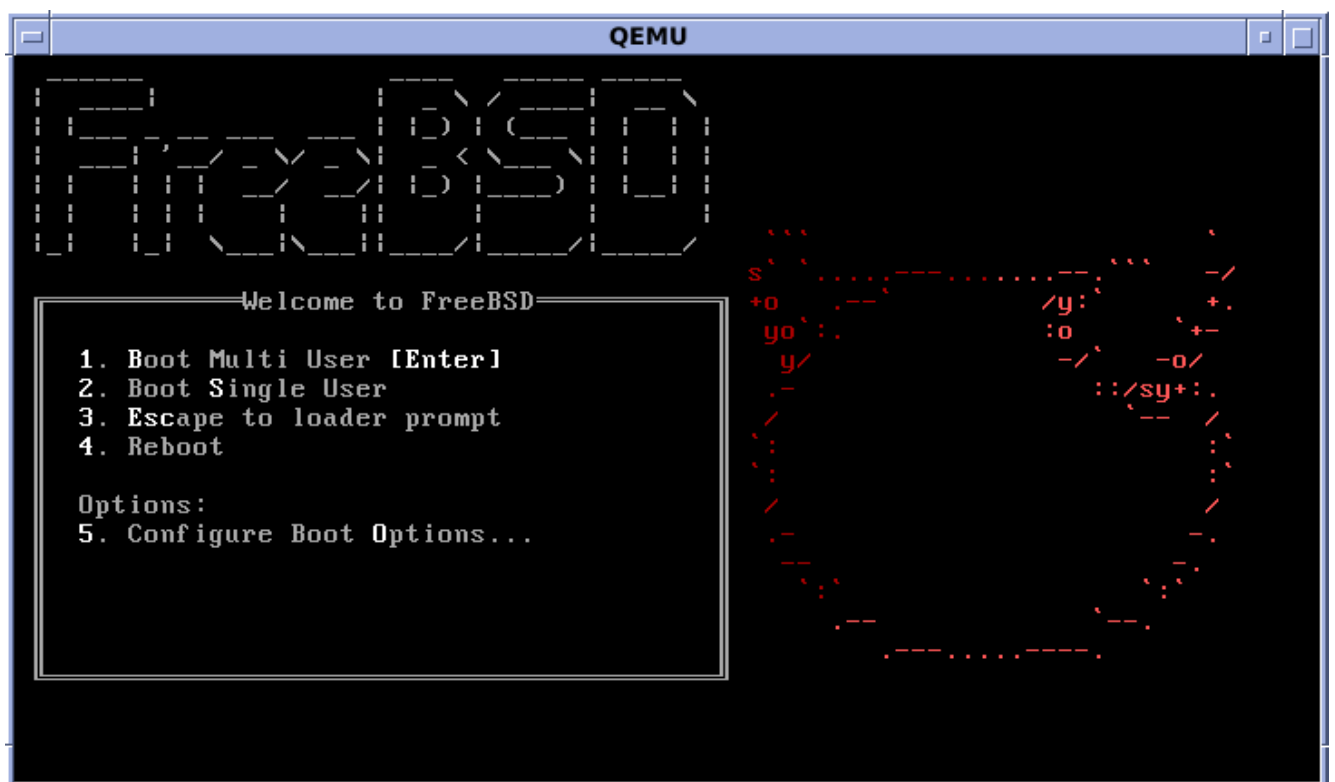 QEMU
FreeBSD
Welcome to FreeBSD
1. Boot Multi User [Enter]
2. Boot Single User
3. Escape to loader prompt
4. Reboot
Options:
5. Configure Boot Options...